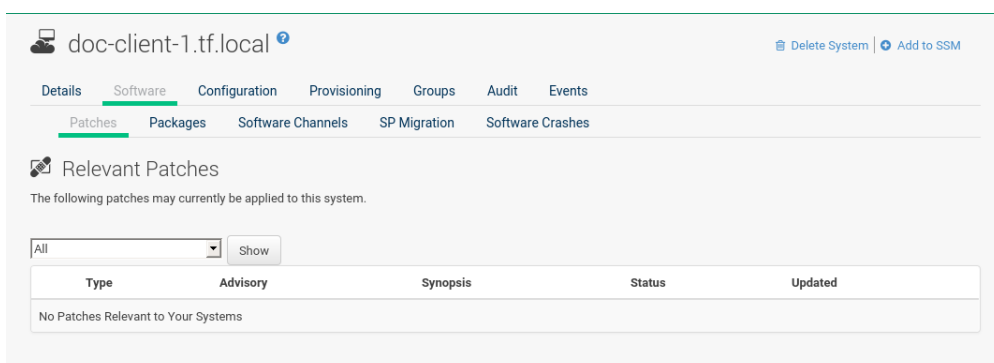 doc-client-1.tf.local ?
Delete System | Add to SSM
Details Software Configuration Provisioning Groups Audit Events
Patches Packages Software Channels SP Migration Software Crashes
Relevant Patches
The following patches may currently be applied to this system.
All Show
Type Advisory Synopsis Status Updated
No Patches Relevant to Your Systems